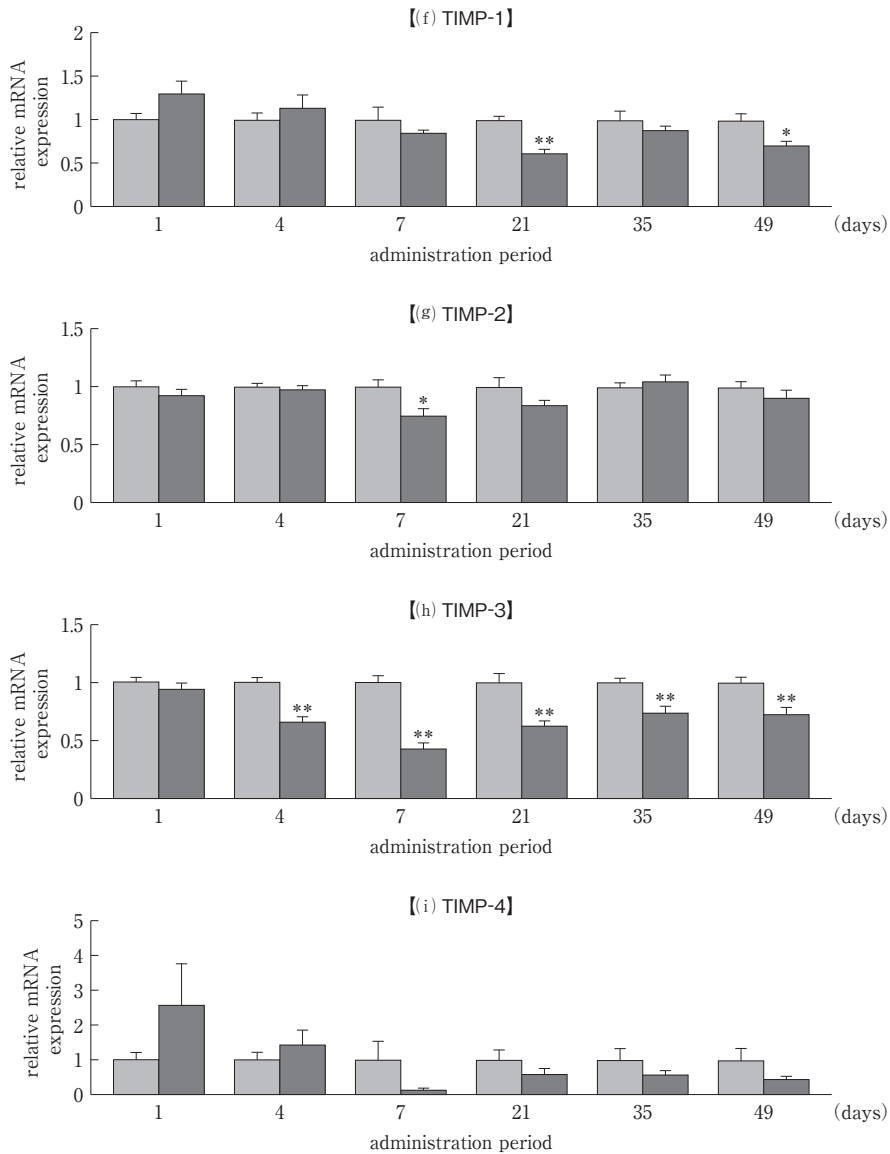 【(f) TIMP-1】
relative mRNA
expression
2
1.5
1
0.5
0
** *
1 4 7 21 35 49 (days)
administration period
【(g) TIMP-2】
relative mRNA
expression
1.5
1
0.5
0
*
1 4 7 21 35 49 (days)
administration period
【(h) TIMP-3】
relative mRNA
expression
1.5
1
0.5
0
** ** ** ** **
1 4 7 21 35 49 (days)
administration period
【(i) TIMP-4】
relative mRNA
expression
5
4
3
2
1
0
1 4 7 21 35 49 (days)
administration period